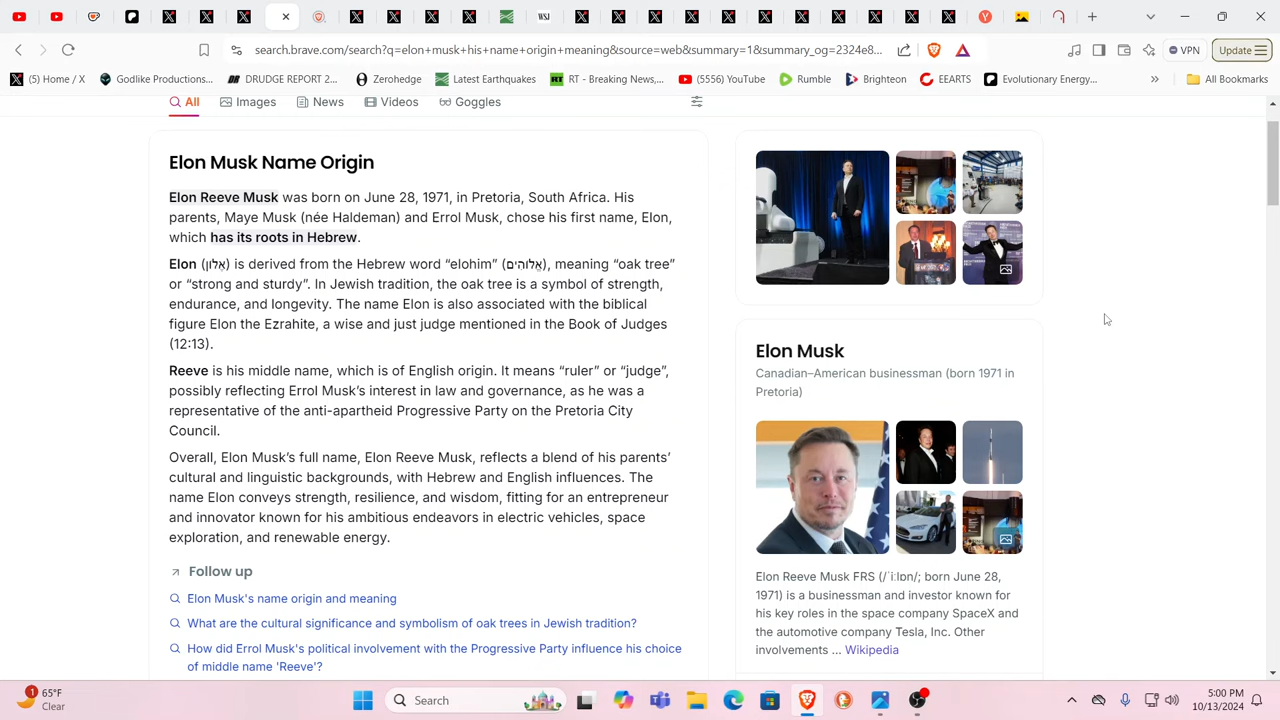 search.brave.com/search?q=elon+musk+his+name+origin+meaning&source=web&summary=1&summary_og=2324e8...
VPN
Update
(5) Home / X
Godlike Productions...
DRUDGE REPORT 2...
Zerohedge
Latest Earthquakes
RT - Breaking News,...
(5556) YouTube
Rumble
Brighteon
EEARTS
Evolutionary Energy...
All Bookmarks
All
Images
News
Videos
Goggles
Elon Musk Name Origin
Elon Reeve Musk was born on June 28, 1971, in Pretoria, South Africa. His
parents, Maye Musk (née Haldeman) and Errol Musk, chose his first name, Elon,
which has its roots in Hebrew.
Elon (אֵלוֹן) is derived from the Hebrew word “elohim” (אֱלוֹהִים), meaning “oak tree”
or “strong and sturdy”. In Jewish tradition, the oak tree is a symbol of strength,
endurance, and longevity. The name Elon is also associated with the biblical
figure Elon the Ezrahite, a wise and just judge mentioned in the Book of Judges
(12:13).
Reeve is his middle name, which is of English origin. It means “ruler” or “judge”,
possibly reflecting Errol Musk’s interest in law and governance, as he was a
representative of the anti-apartheid Progressive Party on the Pretoria City
Council.
Overall, Elon Musk’s full name, Elon Reeve Musk, reflects a blend of his parents’
cultural and linguistic backgrounds, with Hebrew and English influences. The
name Elon conveys strength, resilience, and wisdom, fitting for an entrepreneur
and innovator known for his ambitious endeavors in electric vehicles, space
exploration, and renewable energy.
Follow up
Elon Musk's name origin and meaning
What are the cultural significance and symbolism of oak trees in Jewish tradition?
How did Errol Musk's political involvement with the Progressive Party influence his choice
of middle name 'Reeve'?
Elon Musk
Canadian–American businessman (born 1971 in
Pretoria)
Elon Reeve Musk FRS (/ˈiːlɒn/; born June 28,
1971) is a businessman and investor known for
his key roles in the space company SpaceX and
the automotive company Tesla, Inc. Other
involvements ... Wikipedia
1
65°F
Clear
Search
5:00 PM
10/13/2024